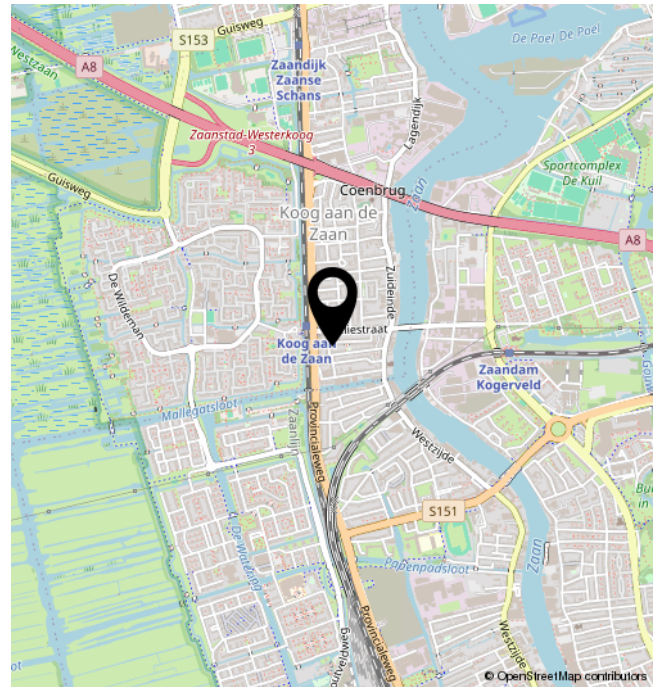 Guisweg
S153
De Poel De Poel
Westzaan
A8
Zaandijk
Zaanse
Schans
Lagendijk
Zaanstad-Westerkoog
3
Sportcomplex
De Kuil
Guisweg
Coenbrug
Zaan
Koog aan de
Zaan
A8
De Wildeman
Zuideinde
liestraat
Koog aan
de Zaan
Zaandam
Kogerveld
Mallegatsloot
Zaanlijn
Provincialeweg
Westzijde
S151
De Watering
Papenpadsloot
Zaan
Provincialeweg
Westzijde
© OpenStreetMap contributors